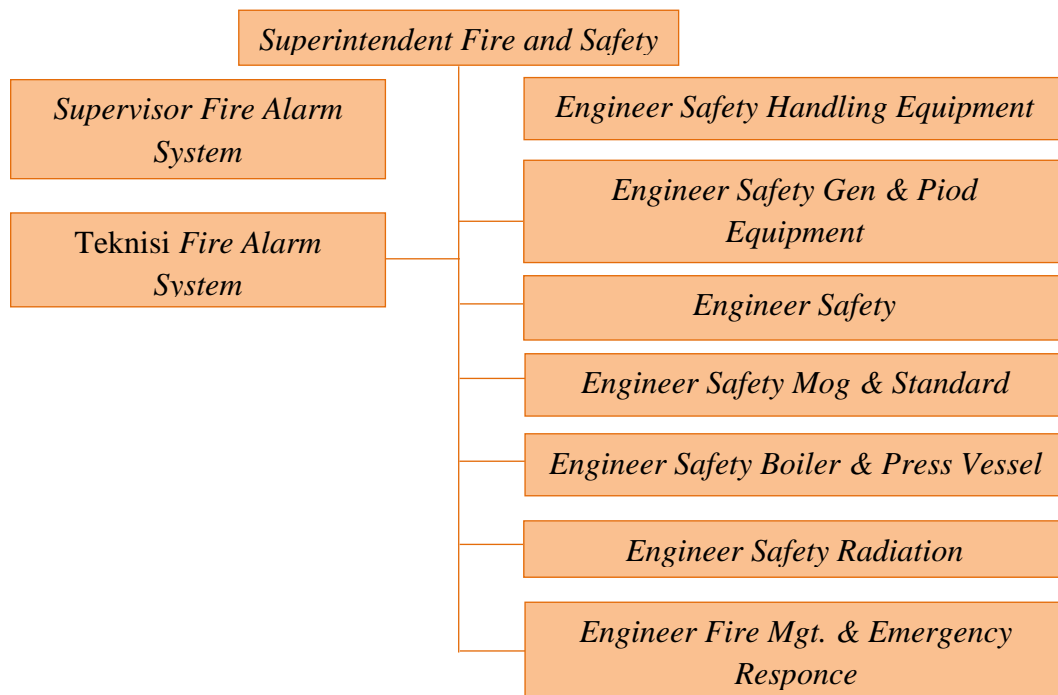 Superintendent Fire and Safety
Supervisor Fire Alarm
System
Teknisi Fire Alarm
System
Engineer Safety Handling Equipment
Engineer Safety Gen & Piod
Equipment
Engineer Safety
Engineer Safety Mog & Standard
Engineer Safety Boiler & Press Vessel
Engineer Safety Radiation
Engineer Fire Mgt. & Emergency
Responce